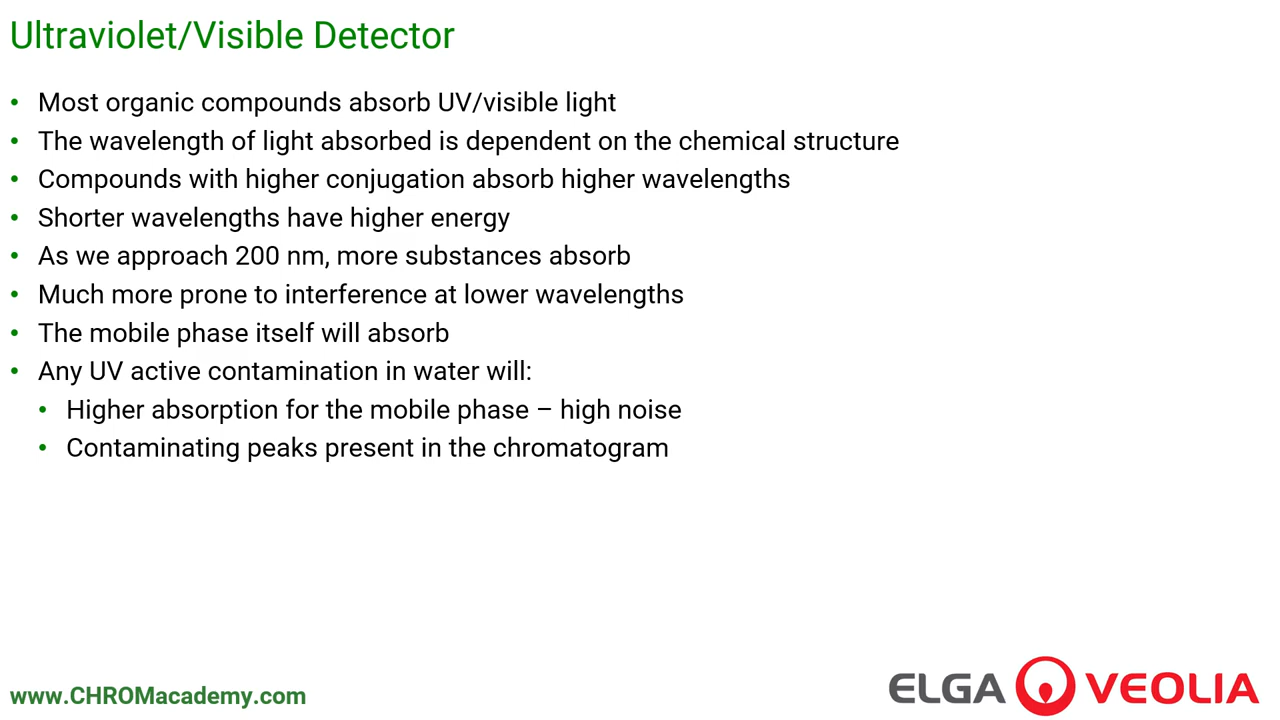 Ultraviolet/Visible Detector
• Most organic compounds absorb UV/visible light
• The wavelength of light absorbed is dependent on the chemical structure
• Compounds with higher conjugation absorb higher wavelengths
• Shorter wavelengths have higher energy
• As we approach 200 nm, more substances absorb
• Much more prone to interference at lower wavelengths
• The mobile phase itself will absorb
• Any UV active contamination in water will:
• Higher absorption for the mobile phase – high noise
• Contaminating peaks present in the chromatogram
www.CHROMacademy.com
ELGA VEOLIA